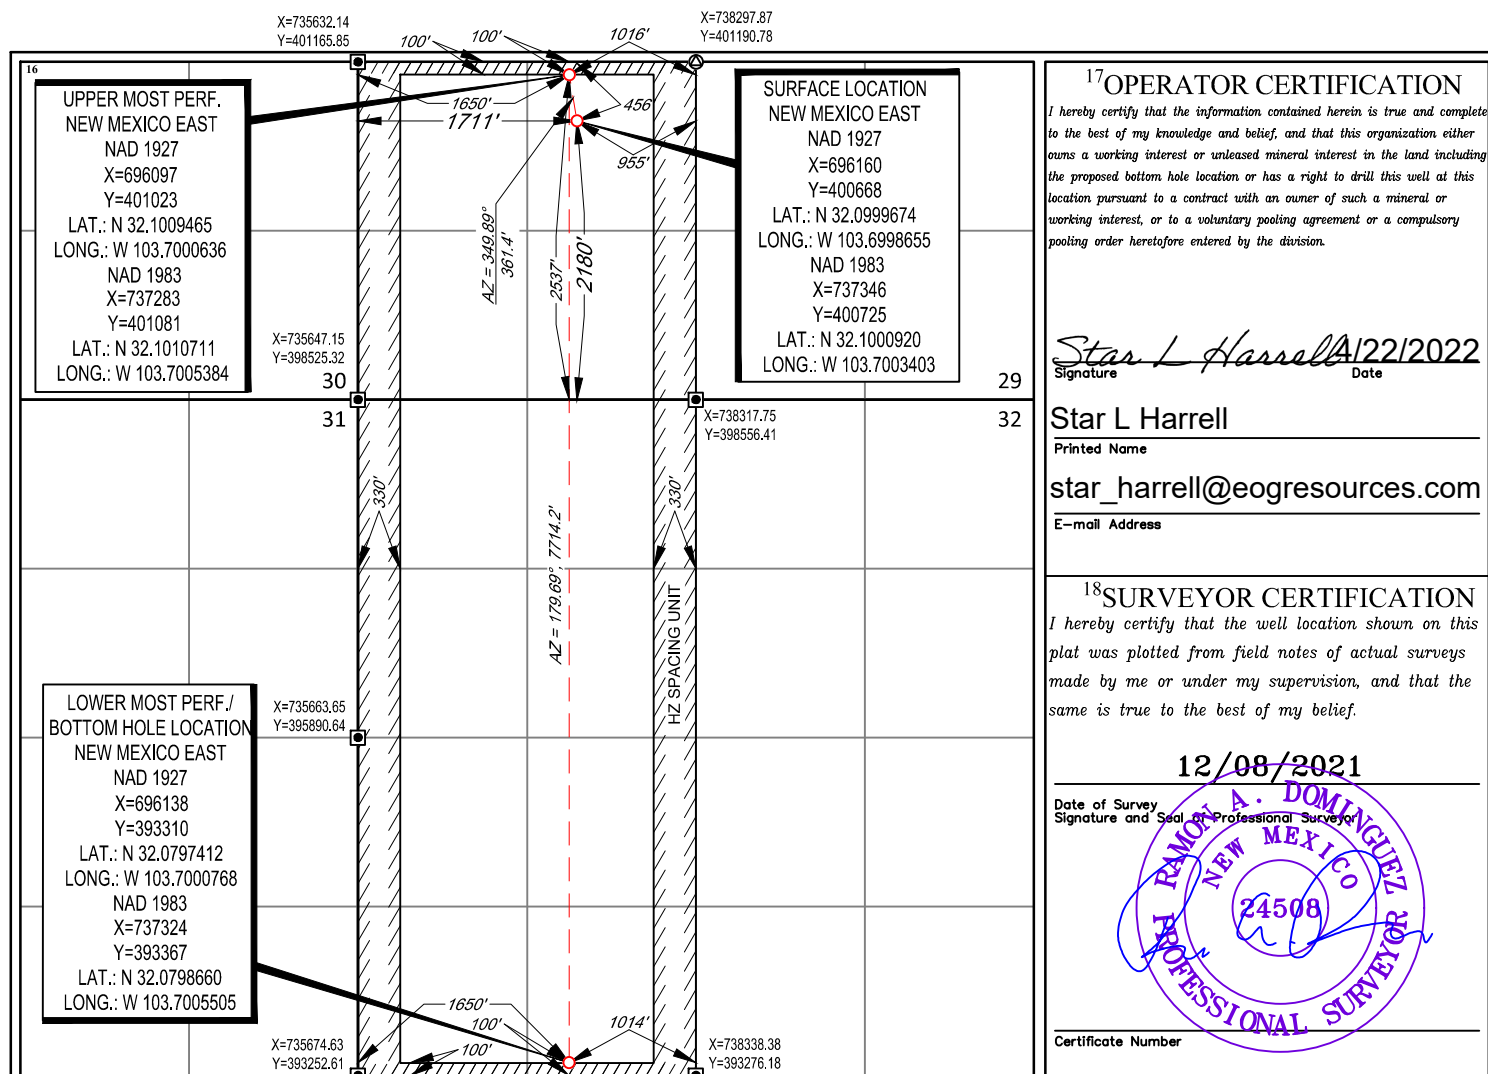 X=735632.14
Y=401165.85
X=738297.87
Y=401190.78
100'
100'
1016'
16
UPPER MOST PERF.
NEW MEXICO EAST
NAD 1927
X=696097
Y=401023
LAT.: N 32.1009465
LONG.: W 103.7000636
NAD 1983
X=737283
Y=401081
LAT.: N 32.1010711
LONG.: W 103.7005384
1650'
1711'
456'
955'
SURFACE LOCATION
NEW MEXICO EAST
NAD 1927
X=696160
Y=400668
LAT.: N 32.0999674
LONG.: W 103.6998655
NAD 1983
X=737346
Y=400725
LAT.: N 32.1000920
LONG.: W 103.7003403
AZ = 349.89°
361.4'
2537'
2180'
X=735647.15
Y=398525.32
30
29
31
32
X=738317.75
Y=398556.41
330'
330'
AZ = 179.69°, 7714.2'
HZ SPACING UNIT
X=735663.65
Y=395890.64
LOWER MOST PERF./
BOTTOM HOLE LOCATION
NEW MEXICO EAST
NAD 1927
X=696138
Y=393310
LAT.: N 32.0797412
LONG.: W 103.7000768
NAD 1983
X=737324
Y=393367
LAT.: N 32.0798660
LONG.: W 103.7005505
1650'
100'
100'
1014'
X=735674.63
Y=393252.61
X=738338.38
Y=393276.18
17 OPERATOR CERTIFICATION
I hereby certify that the information contained herein is true and complete
to the best of my knowledge and belief, and that this organization either
owns a working interest or unleased mineral interest in the land including
the proposed bottom hole location or has a right to drill this well at this
location pursuant to a contract with an owner of such a mineral or
working interest, or to a voluntary pooling agreement or a compulsory
pooling order heretofore entered by the division.
Star L Harrell 4/22/2022
Signature Date
Star L Harrell
Printed Name
star_harrell@eogresources.com
E-mail Address
18 SURVEYOR CERTIFICATION
I hereby certify that the well location shown on this
plat was plotted from field notes of actual surveys
made by me or under my supervision, and that the
same is true to the best of my belief.
12/08/2021
Date of Survey
Signature and Seal of Professional Surveyor
RAMON A. DOMINGUEZ
NEW MEXICO
24508
PROFESSIONAL SURVEYOR
Certificate Number